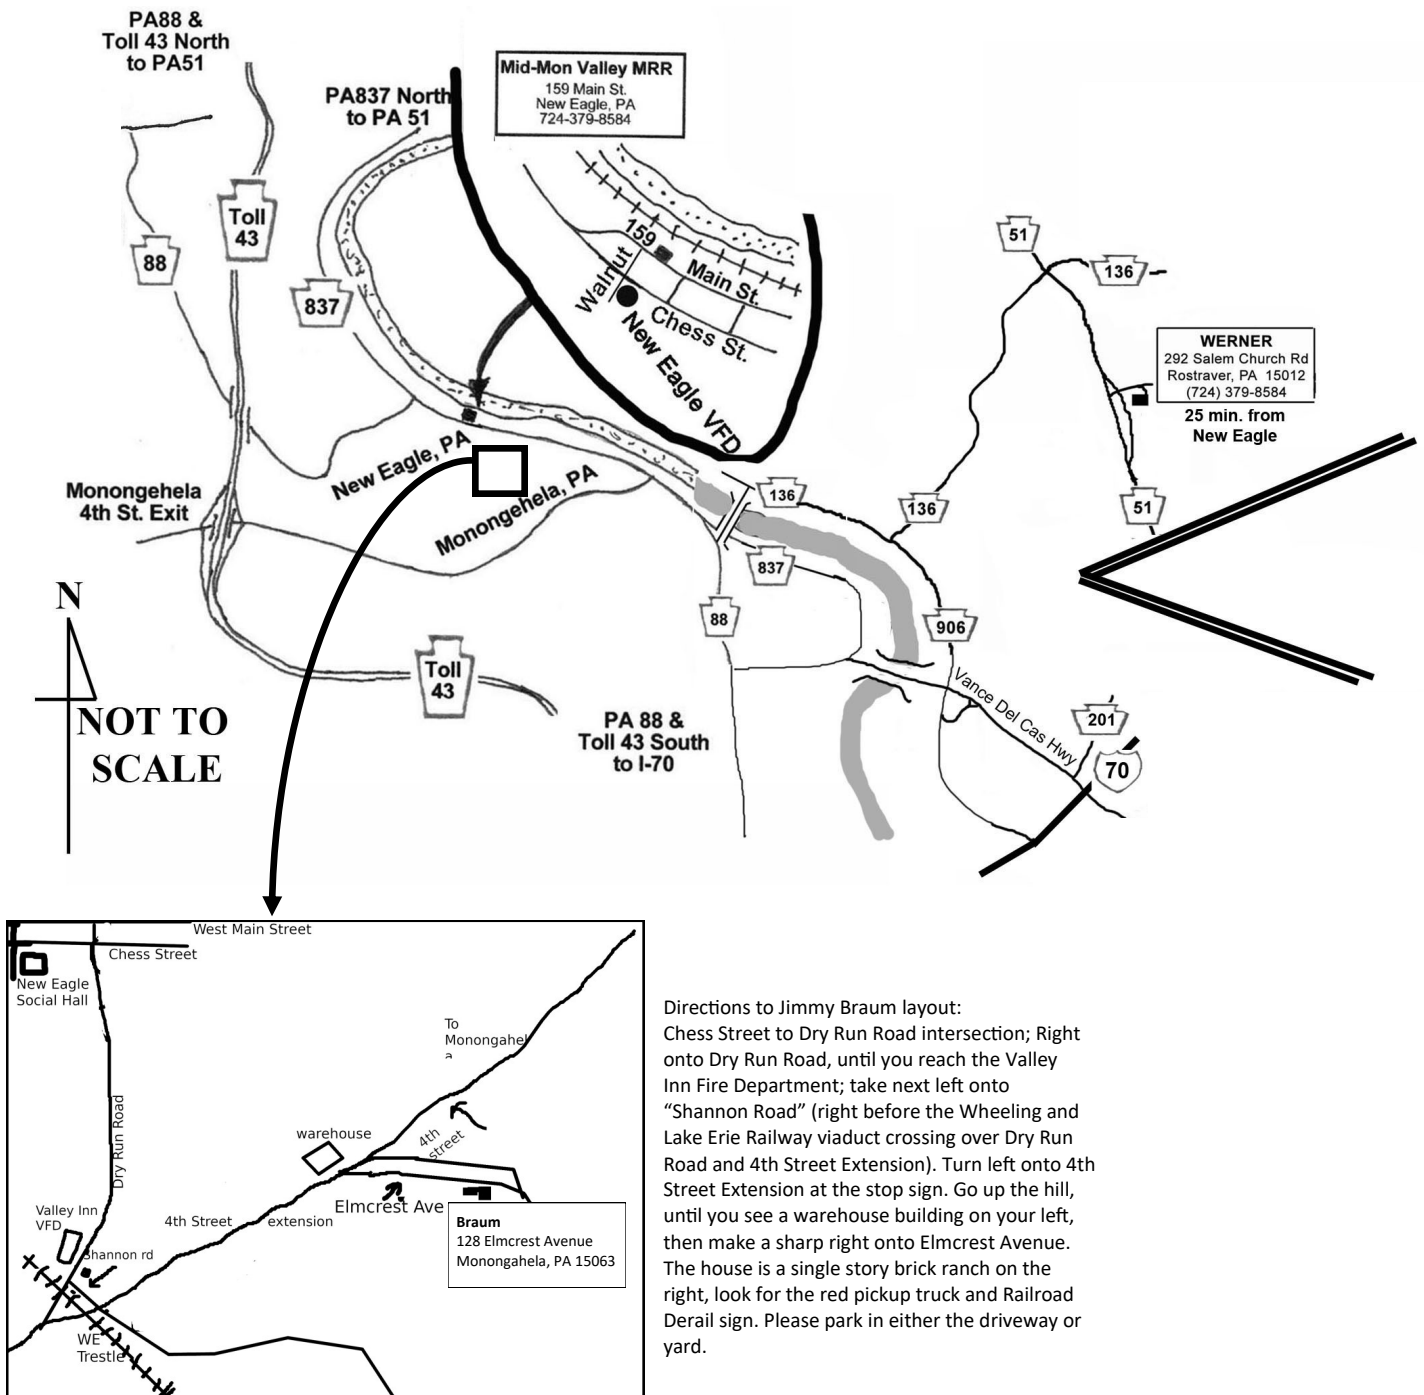 PA88 &
Toll 43 North
to PA51
PA837 North
to PA 51
Mid-Mon Valley MRR
159 Main St.
New Eagle, PA
724-379-8584
Toll
43
88
837
159
Main St.
Walnut
Chess St.
New Eagle VFD
51
136
WERNER
292 Salem Church Rd
Rostraver, PA 15012
(724) 379-8584
25 min. from
New Eagle
New Eagle, PA
Monongehela, PA
Monongehela
4th St. Exit
136
136
51
837
88
906
N
NOT TO
SCALE
Toll
43
PA 88 &
Toll 43 South
to I-70
Vance Del Cas Hwy
201
70
West Main Street
Chess Street
New Eagle
Social Hall
To
Monongahel
a
Dry Run Road
warehouse
4th
street
Elmcrest Ave
Valley Inn
VFD
4th Street extension
Shannon rd
WE
Trestle
Braum
128 Elmcrest Avenue
Monongahela, PA 15063
Directions to Jimmy Braum layout:
Chess Street to Dry Run Road intersection; Right
onto Dry Run Road, until you reach the Valley
Inn Fire Department; take next left onto
“Shannon Road” (right before the Wheeling and
Lake Erie Railway viaduct crossing over Dry Run
Road and 4th Street Extension). Turn left onto 4th
Street Extension at the stop sign. Go up the hill,
until you see a warehouse building on your left,
then make a sharp right onto Elmcrest Avenue.
The house is a single story brick ranch on the
right, look for the red pickup truck and Railroad
Derail sign. Please park in either the driveway or
yard.